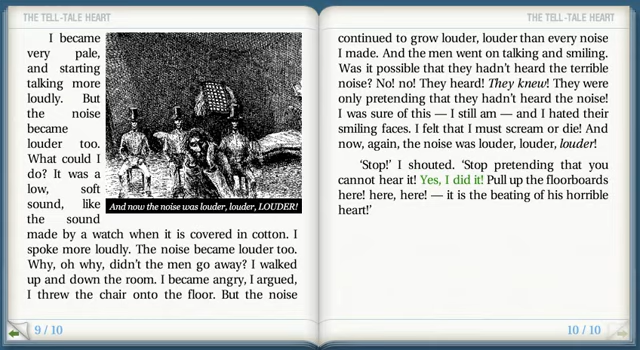 THE TELL-TALE HEART
I became
very pale,
and starting
talking more
loudly. But
the noise
became
louder too.
What could I
do? It was a
low, soft
sound, like
the sound
And now the noise was louder, louder, LOUDER!
made by a watch when it is covered in cotton. I
spoke more loudly. The noise became louder too.
Why, oh why, didn't the men go away? I walked
up and down the room. I became angry, I argued,
I threw the chair onto the floor. But the noise
9 / 10
THE TELL-TALE HEART
continued to grow louder, louder than every noise
I made. And the men went on talking and smiling.
Was it possible that they hadn't heard the terrible
noise? No! no! They heard! They knew! They were
only pretending that they hadn't heard the noise!
I was sure of this — I still am — and I hated their
smiling faces. I felt that I must scream or die! And
now, again, the noise was louder, louder, louder!
'Stop!' I shouted. 'Stop pretending that you
cannot hear it! Yes, I did it! Pull up the floorboards
here! here, here! — it is the beating of his horrible
heart!'
10 / 10